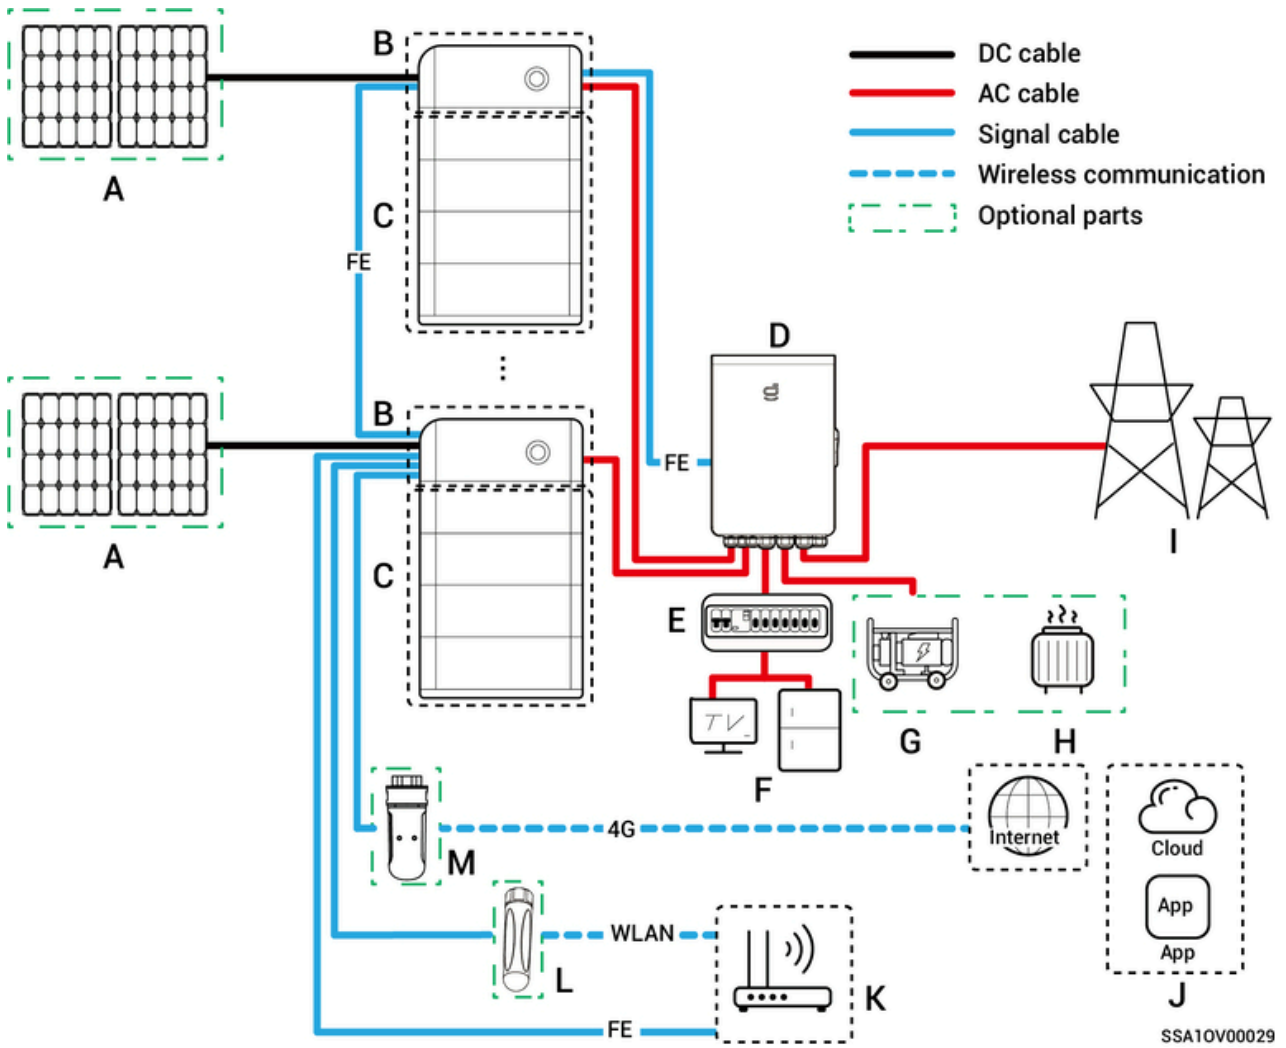 B
DC cable
AC cable
Signal cable
Wireless communication
Optional parts
A
C
FE
D
B
FE
A
C
I
E
TV
G
H
F
4G
Internet
Cloud
M
App
App
WLAN
L
K
J
FE
SSA1OV00029